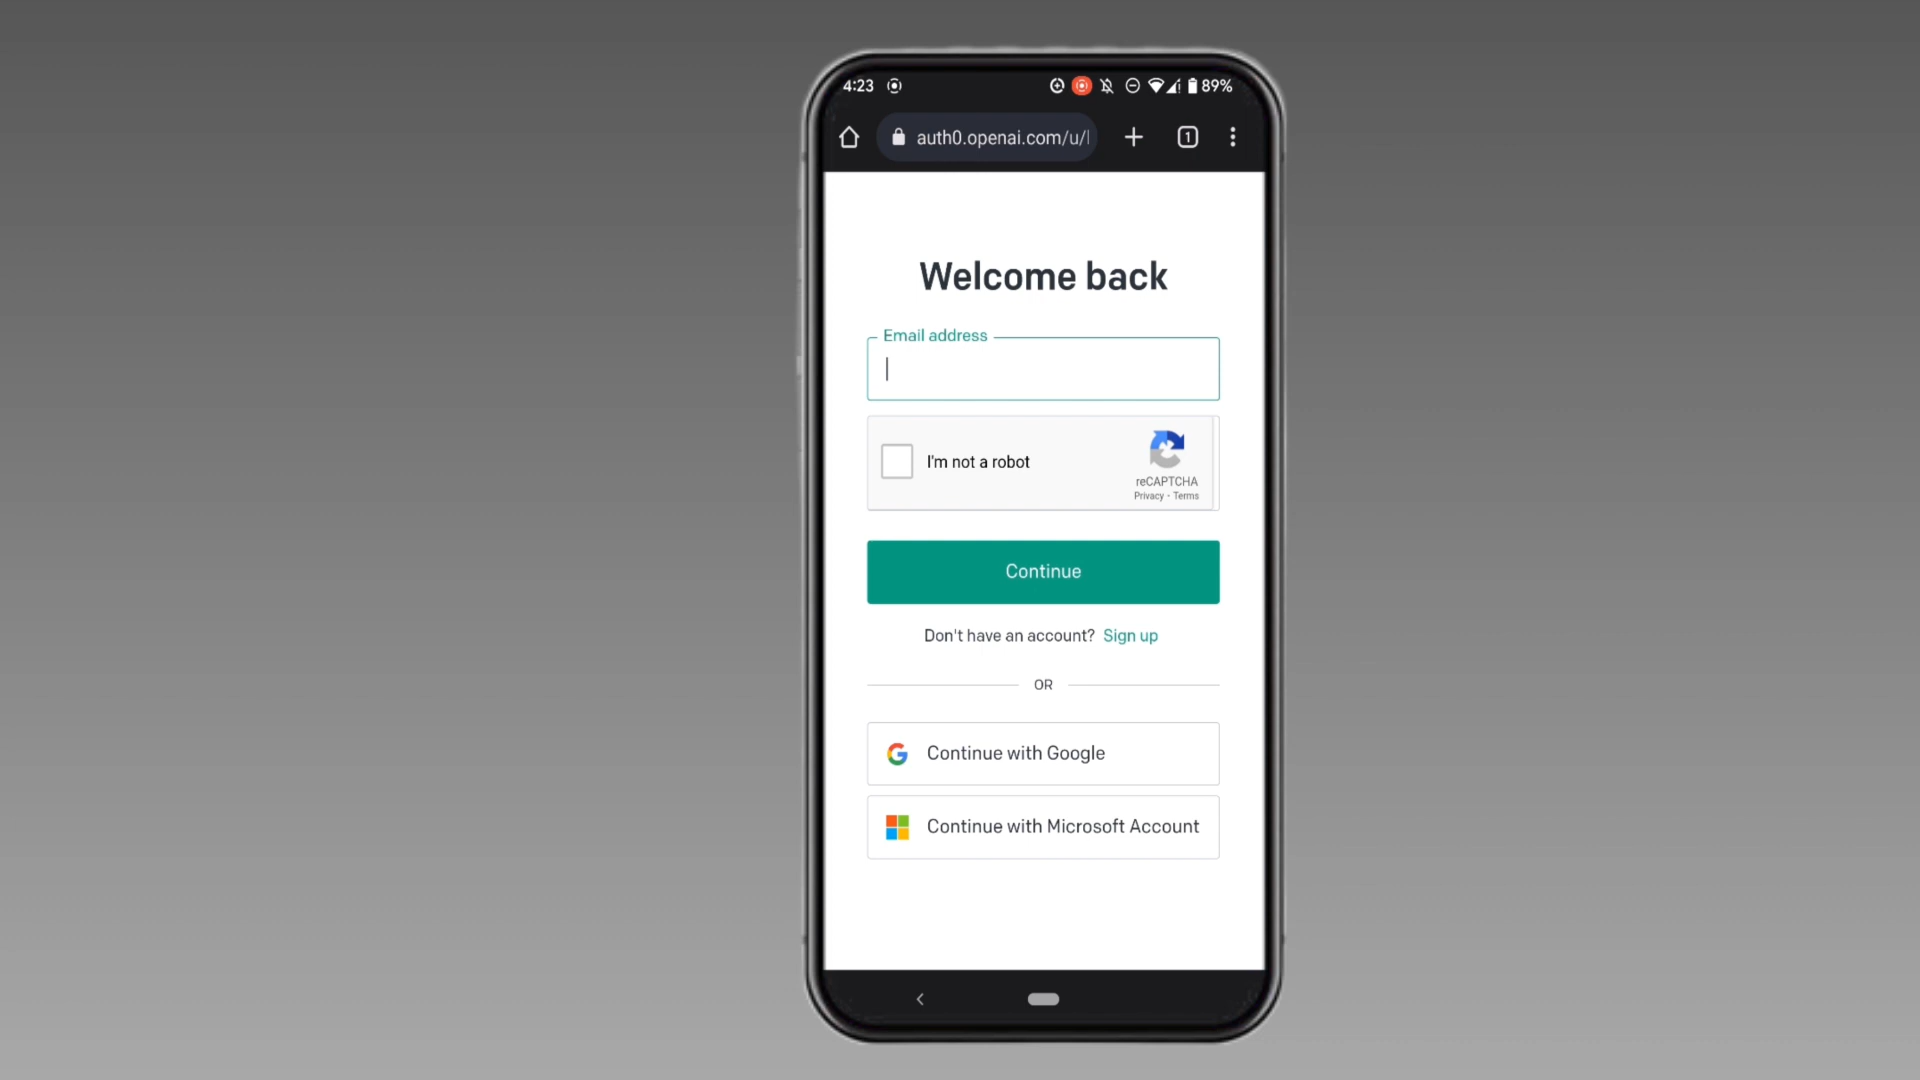 4:23
89%
auth0.openai.com/u/l
1
Welcome back
Email address
I'm not a robot
reCAPTCHA
Privacy - Terms
Continue
Don't have an account? Sign up
OR
Continue with Google
Continue with Microsoft Account